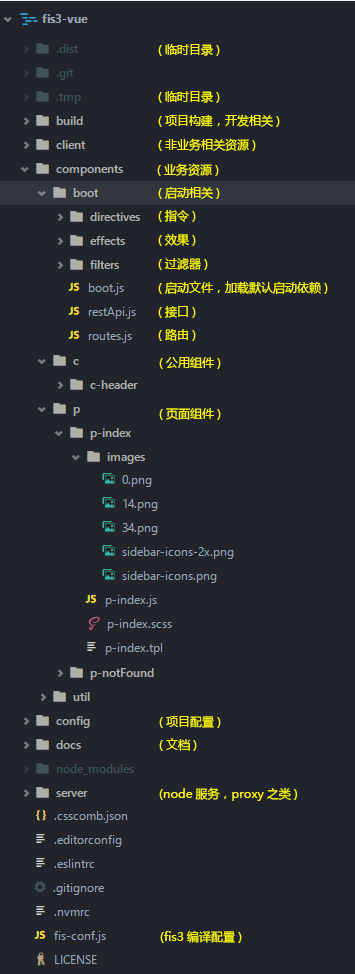 fis3-vue
.dist (临时目录)
.git
.tmp (临时目录)
build (项目构建，开发相关)
client (非业务相关资源)
components (业务资源)
boot (启动相关)
directives (指令)
effects (效果)
filters (过滤器)
JS boot.js (启动文件，加载默认启动依赖)
JS restApi.js (接口)
JS routes.js (路由)
c (公用组件)
c-header
p (页面组件)
p-index
images
0.png
14.png
34.png
sidebar-icons-2x.png
sidebar-icons.png
JS p-index.js
p-index.scss
p-index.tpl
p-notFound
util
config (项目配置)
docs (文档)
node_modules
server (node 服务，proxy 之类)
{} .csscomb.json
.editorconfig
.eslintrc
.gitignore
.nvmrc
JS fis-conf.js (fis3 编译配置)
LICENSE